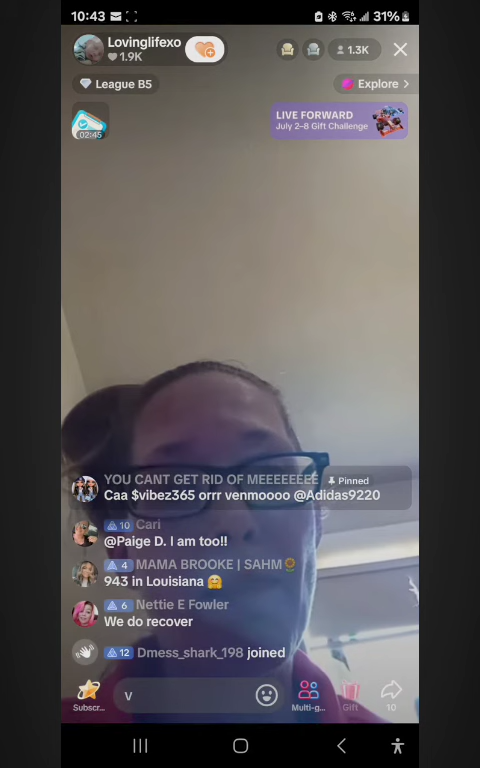 10:43
31%
Lovinglifexo
1.9K
1.3K
League B5
Explore >
LIVE FORWARD
July 2–8 Gift Challenge
02:45
YOU CANT GET RID OF MEEEEEEEE Pinned
Caa $vibez365 orrr venmoooo @Adidas9220
10 Cari
@Paige D. I am too!!
4 MAMA BROOKE | SAHM🌻
943 in Louisiana 🤗
6 Nettie E Fowler
We do recover
12 Dmess_shark_198 joined
V
Subscr...
Multi-g...
Gift
10